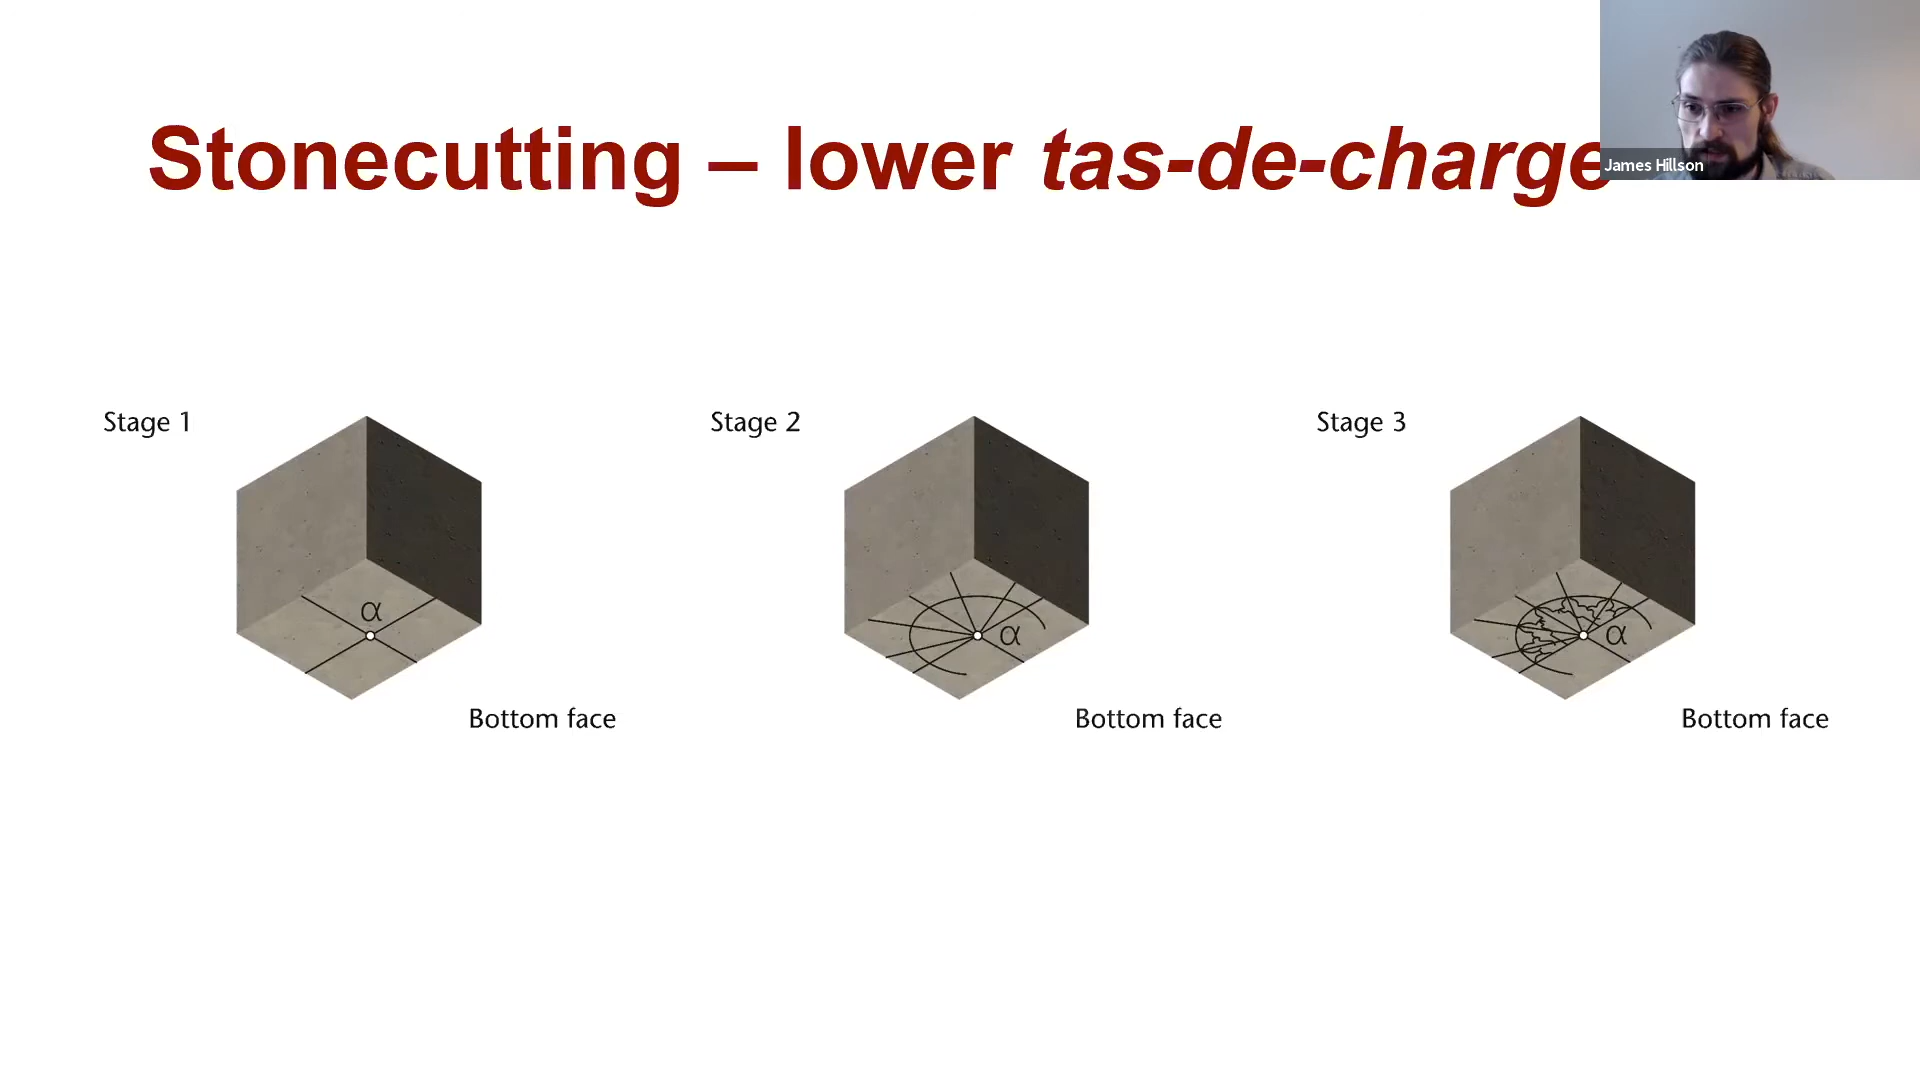 Stonecutting – lower tas-de-charge
James Hillson
Stage 1
Stage 2
Stage 3
α
α
α
Bottom face
Bottom face
Bottom face